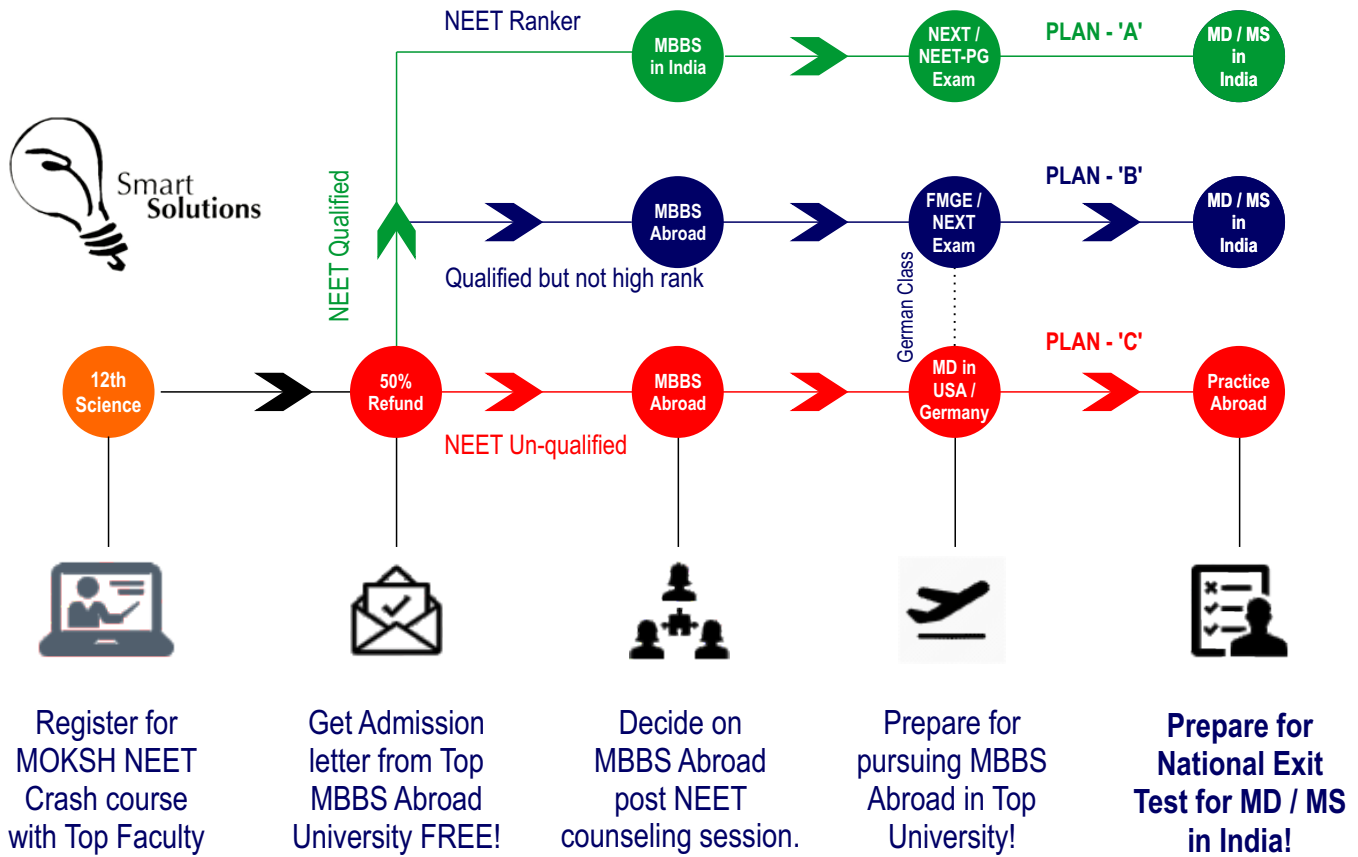 NEET Ranker
MBBS
in India
NEXT /
NEET-PG
Exam
PLAN - 'A'
MD / MS
in
India
Smart
Solutions
NEET Qualified
MBBS
Abroad
FMGE /
NEXT
Exam
PLAN - 'B'
MD / MS
in
India
Qualified but not high rank
German Class
12th
Science
50%
Refund
MBBS
Abroad
MD in
USA /
Germany
PLAN - 'C'
Practice
Abroad
NEET Un-qualified
Register for
MOKSH NEET
Crash course
with Top Faculty
Get Admission
letter from Top
MBBS Abroad
University FREE!
Decide on
MBBS Abroad
post NEET
counseling session.
Prepare for
pursuing MBBS
Abroad in Top
University!
Prepare for
National Exit
Test for MD / MS
in India!